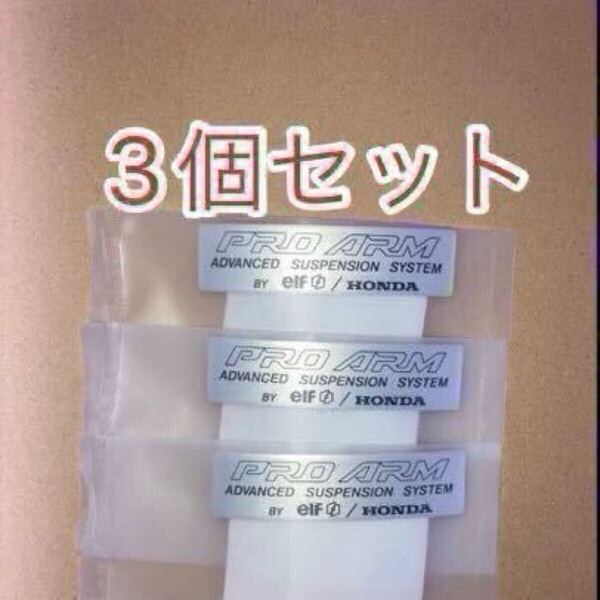 3個セット
PRO ARM
ADVANCED SUSPENSION SYSTEM
BY elf / HONDA
PRO ARM
ADVANCED SUSPENSION SYSTEM
BY elf / HONDA
PRO ARM
ADVANCED SUSPENSION SYSTEM
BY elf / HONDA